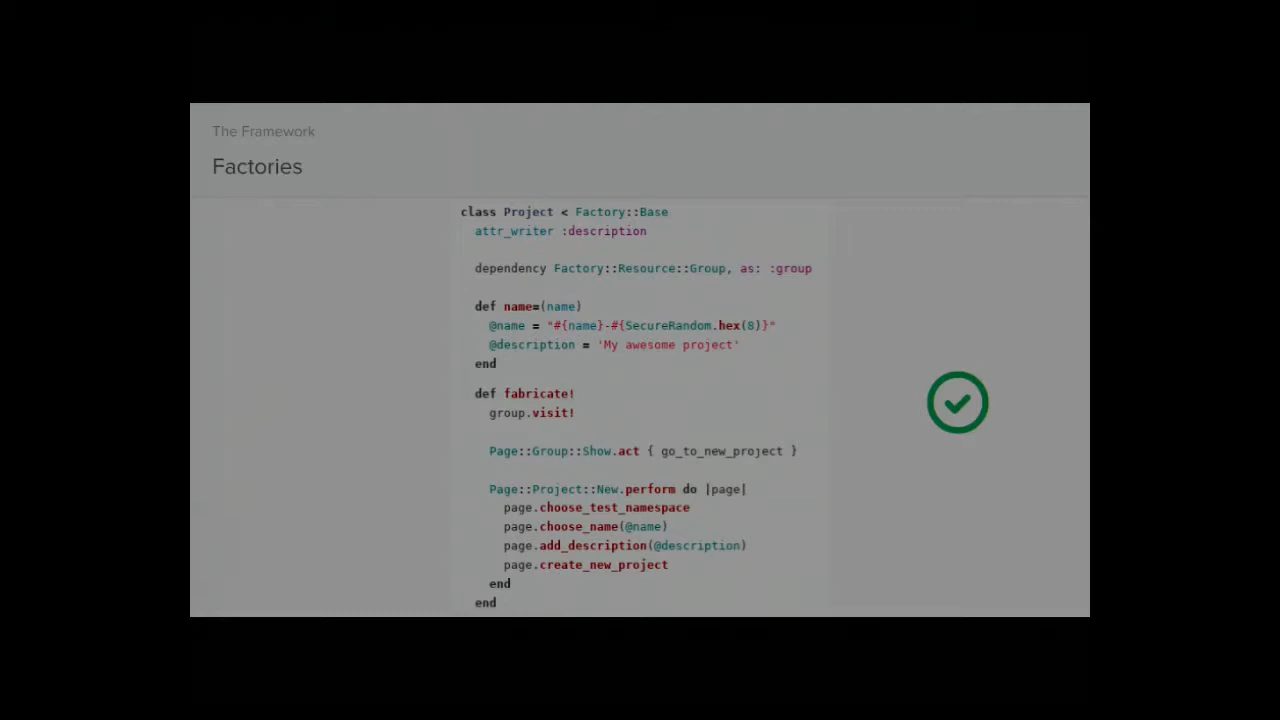 The Framework
Factories
class Project < Factory::Base
attr_writer :description
dependency Factory::Resource::Group, as: :group
def name=(name)
@name = "#{name}-#{SecureRandom.hex(8)}"
@description = 'My awesome project'
end
def fabricate!
group.visit!
Page::Group::Show.act { go_to_new_project }
Page::Project::New.perform do |page|
page.choose_test_namespace
page.choose_name(@name)
page.add_description(@description)
page.create_new_project
end
end